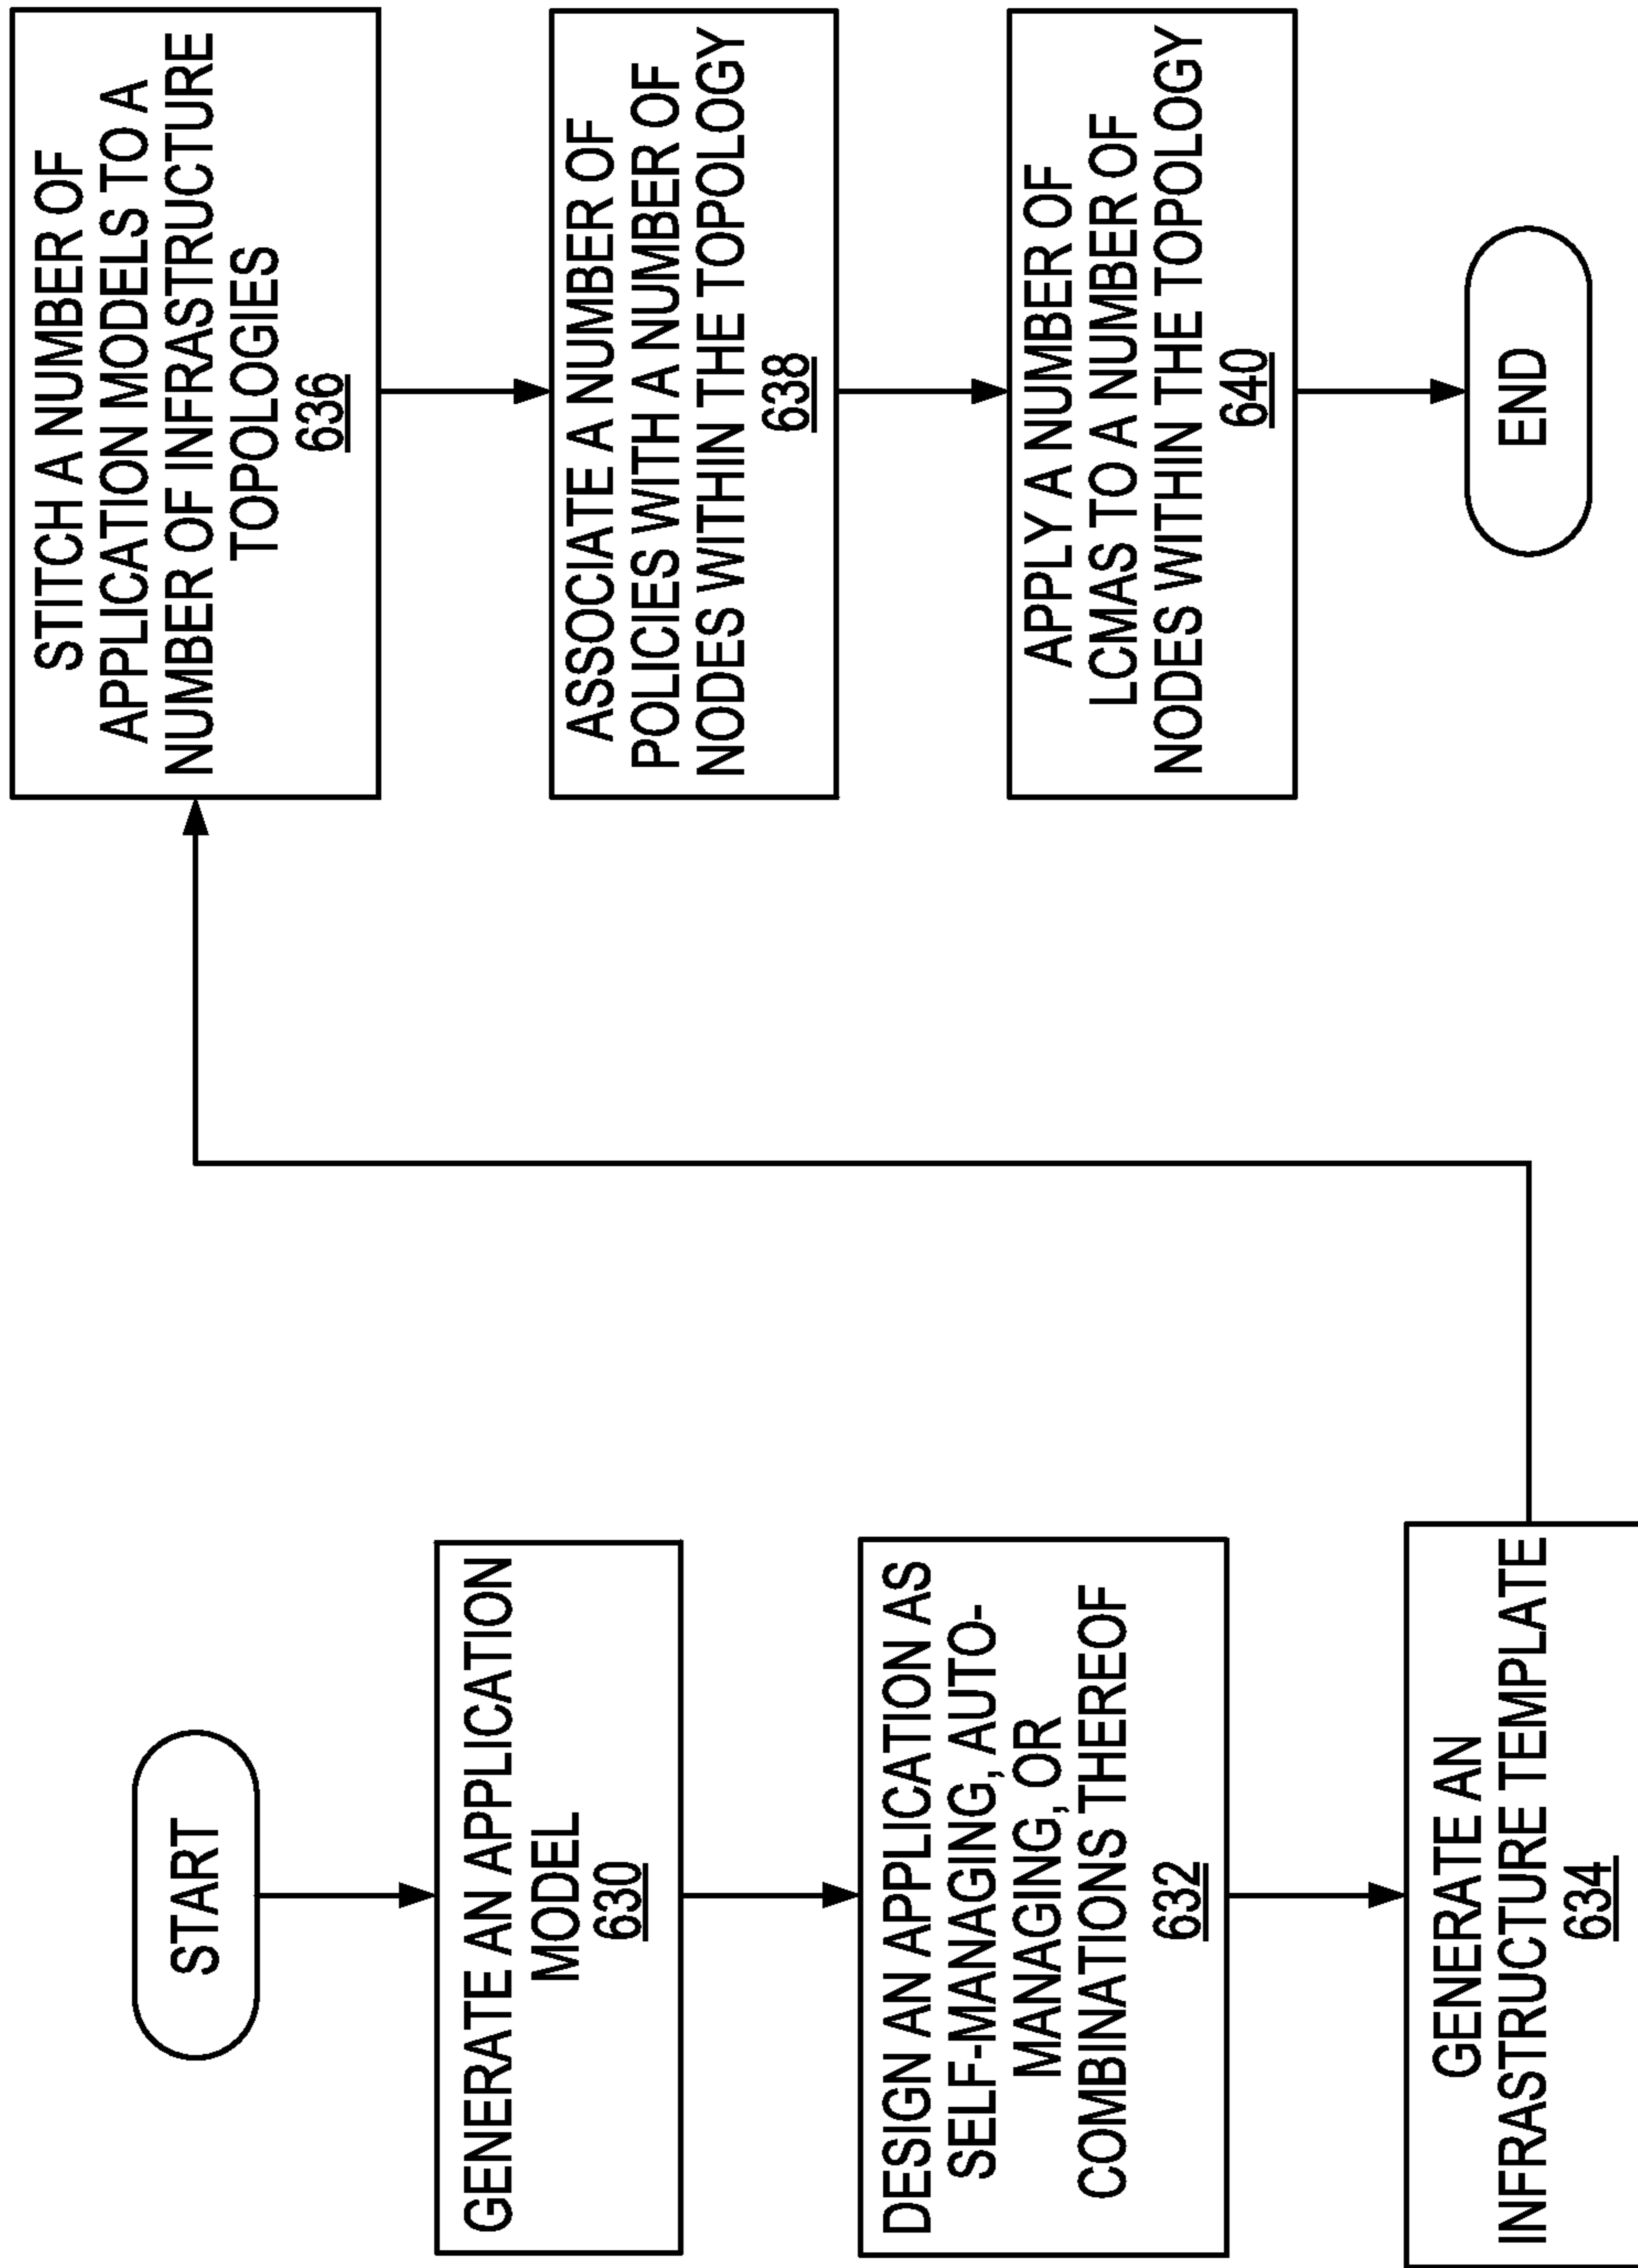 START
GENERATE AN APPLICATION
MODEL
630
DESIGN AN APPLICATION AS
SELF-MANAGING, AUTO-
MANAGING, OR
COMBINATIONS THEREOF
632
GENERATE AN
INFRASTRUCTURE TEMPLATE
634
STITCH A NUMBER OF
APPLICATION MODELS TO A
NUMBER OF INFRASTRUCTURE
TOPOLOGIES
636
ASSOCIATE A NUMBER OF
POLICIES WITH A NUMBER OF
NODES WITHIN THE TOPOLOGY
638
APPLY A NUMBER OF
LCMAS TO A NUMBER OF
NODES WITHIN THE TOPOLOGY
640
END